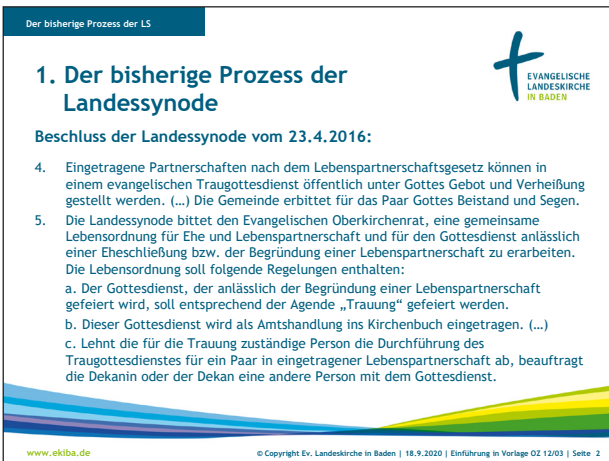 Der bisherige Prozess der LS
1. Der bisherige Prozess der
Landessynode
EVANGELISCHE
LANDESKIRCHE
IN BADEN
Beschluss der Landessynode vom 23.4.2016:
4. Eingetragene Partnerschaften nach dem Lebenspartnerschaftsgesetz können in
einem evangelischen Traugottesdienst öffentlich unter Gottes Gebot und Verheißung
gestellt werden. (…) Die Gemeinde erbittet für das Paar Gottes Beistand und Segen.
5. Die Landessynode bittet den Evangelischen Oberkirchenrat, eine gemeinsame
Lebensordnung für Ehe und Lebenspartnerschaft und für den Gottesdienst anlässlich
einer Eheschließung bzw. der Begründung einer Lebenspartnerschaft zu erarbeiten.
Die Lebensordnung soll folgende Regelungen enthalten:
a. Der Gottesdienst, der anlässlich der Begründung einer Lebenspartnerschaft
gefeiert wird, soll entsprechend der Agende „Trauung“ gefeiert werden.
b. Dieser Gottesdienst wird als Amtshandlung ins Kirchenbuch eingetragen. (…)
c. Lehnt die für die Trauung zuständige Person die Durchführung des
Traugottesdienstes für ein Paar in eingetragener Lebenspartnerschaft ab, beauftragt
die Dekanin oder der Dekan eine andere Person mit dem Gottesdienst.
www.ekiba.de © Copyright Ev. Landeskirche in Baden | 18.9.2020 | Einführung in Vorlage OZ 12/03 | Seite 2